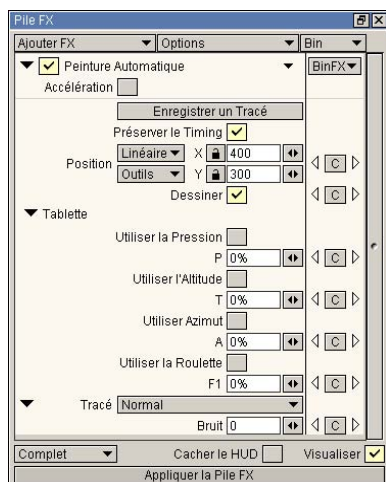 Pile FX
Ajouter FX Options Bin
Peinture Automatique BinFX
Accélération
Enregistrer un Tracé
Préserver le Timing
Position Linéaire X 400 C
Outils Y 300
Dessiner C
Tablette
Utiliser la Pression
P 0% C
Utiliser l'Altitude
T 0% C
Utiliser Azimut
A 0% C
Utiliser la Roulette
F1 0% C
Tracé Normal
Bruit 0 C
Complet Cacher le HUD Visualiser
Appliquer la Pile FX